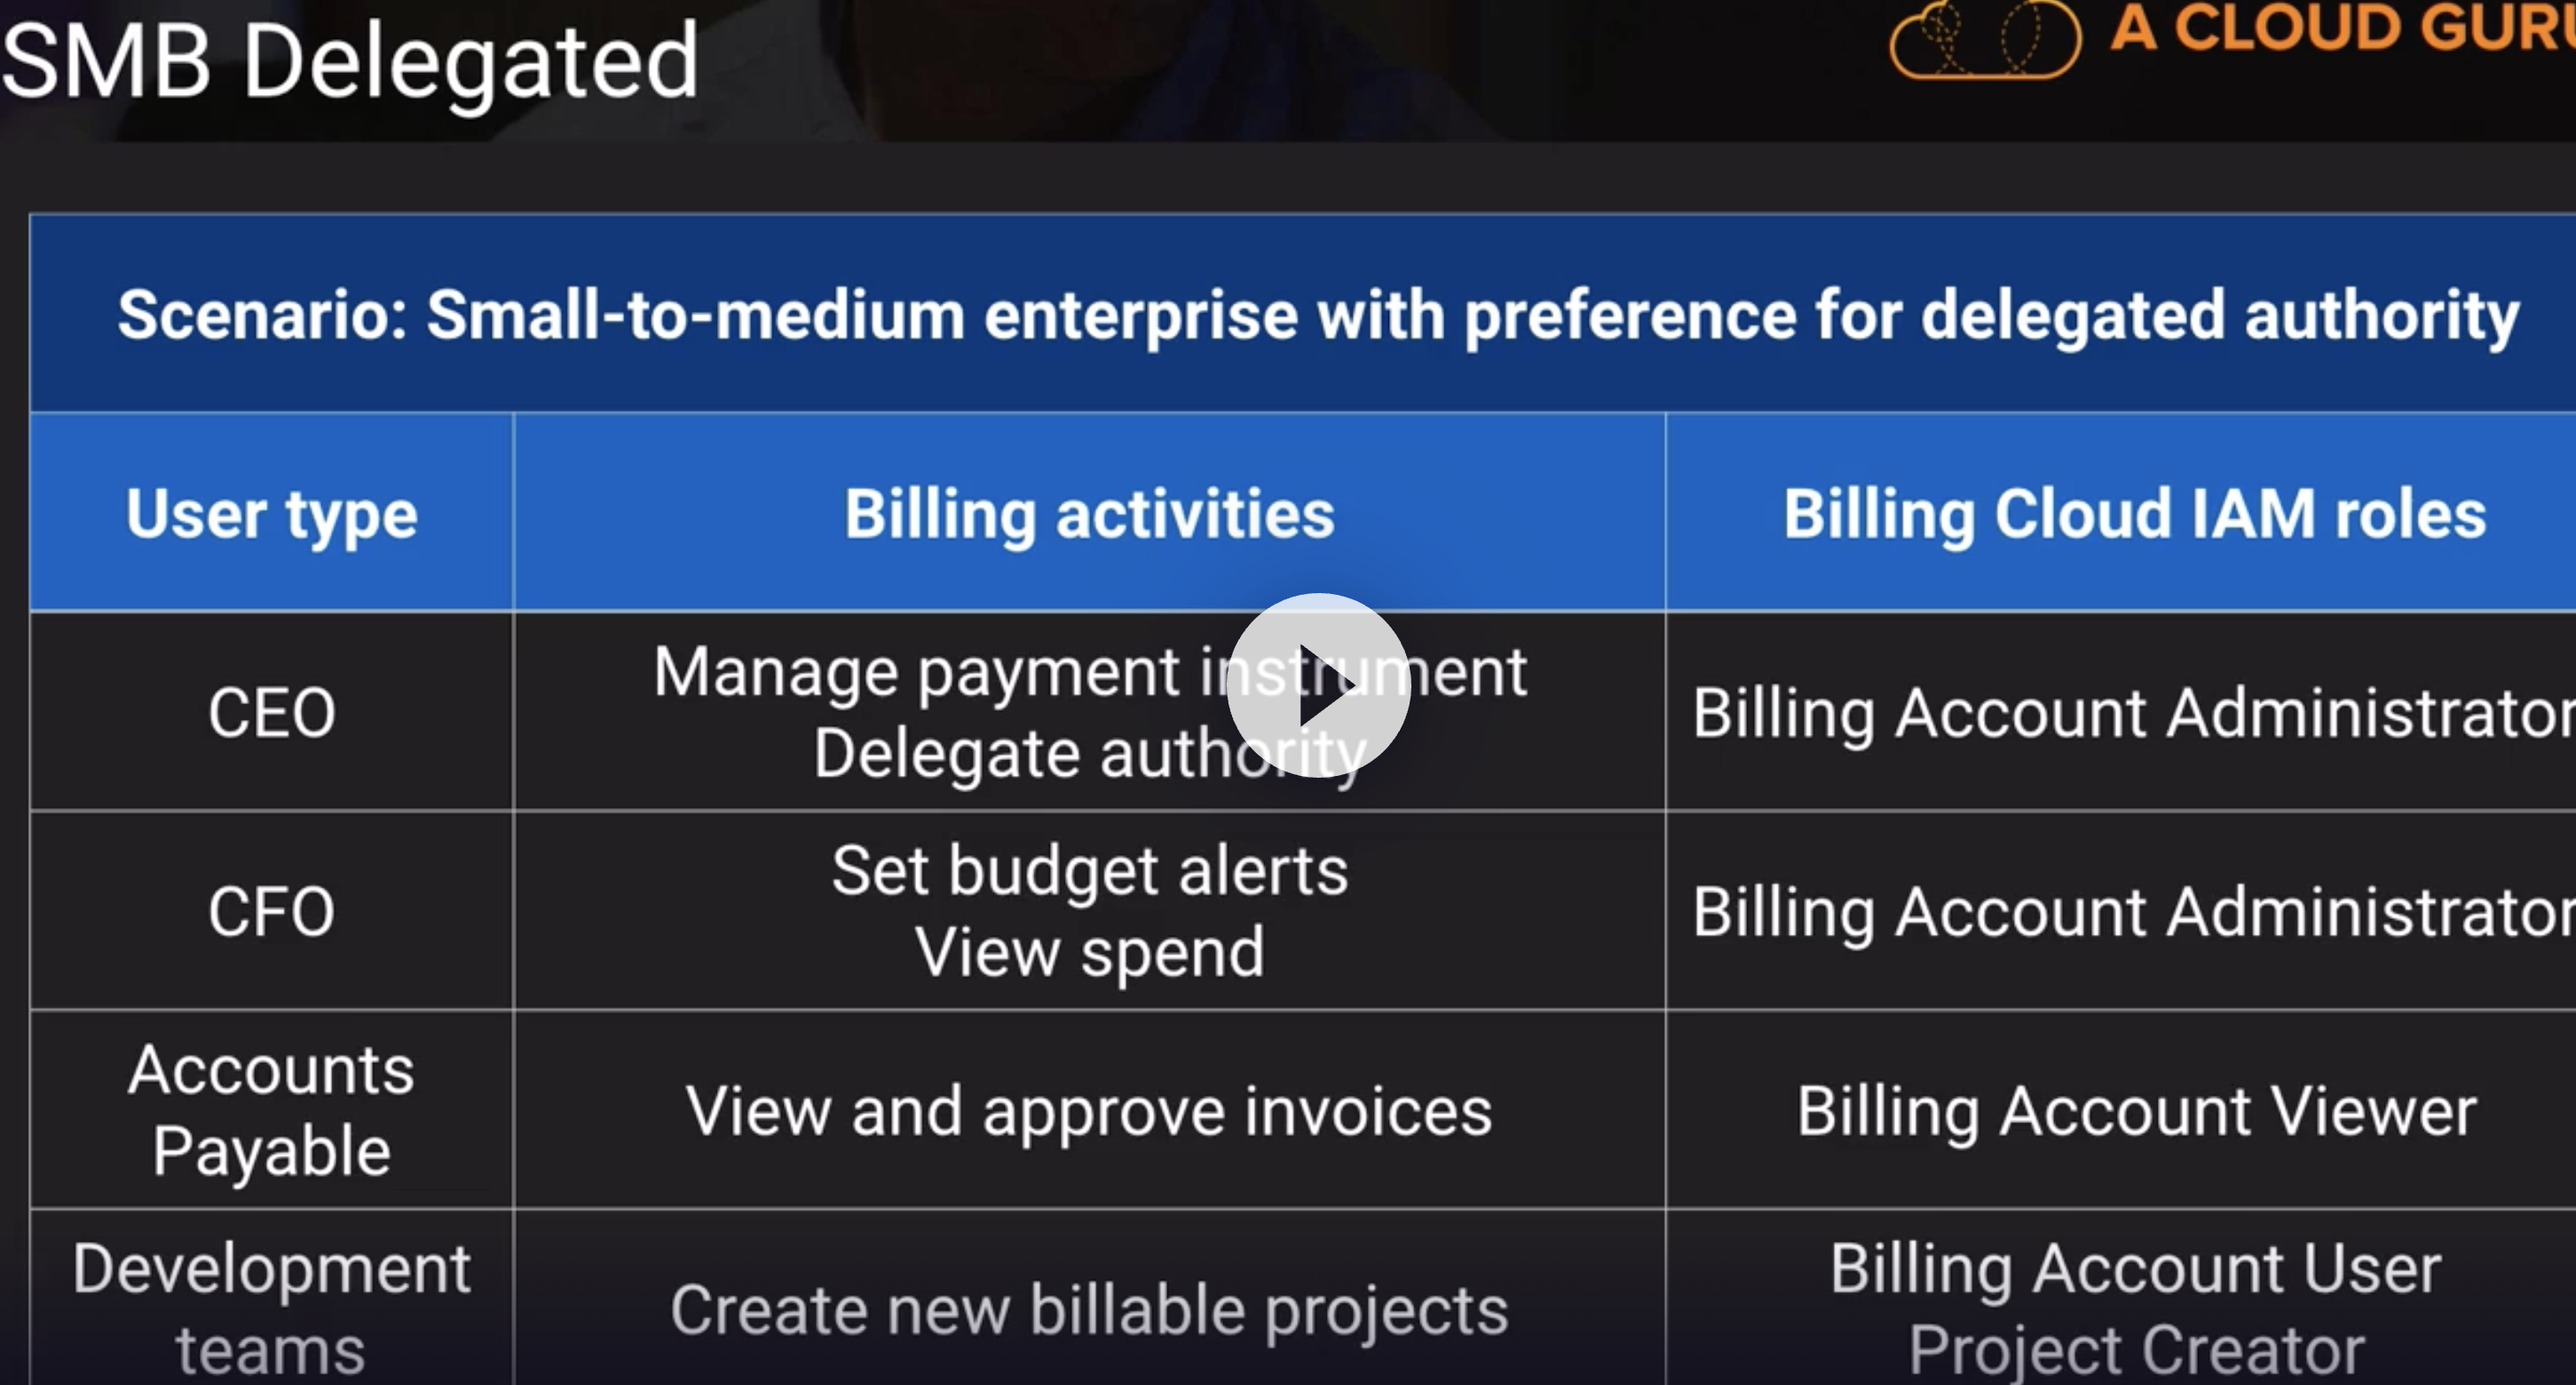 SMB Delegated
A CLOUD GURU
Scenario: Small-to-medium enterprise with preference for delegated authority
User type
Billing activities
Billing Cloud IAM roles
CEO
Manage payment instrument
Delegate authority
Billing Account Administrator
CFO
Set budget alerts
View spend
Billing Account Administrator
Accounts
Payable
View and approve invoices
Billing Account Viewer
Development
teams
Create new billable projects
Billing Account User
Project Creator